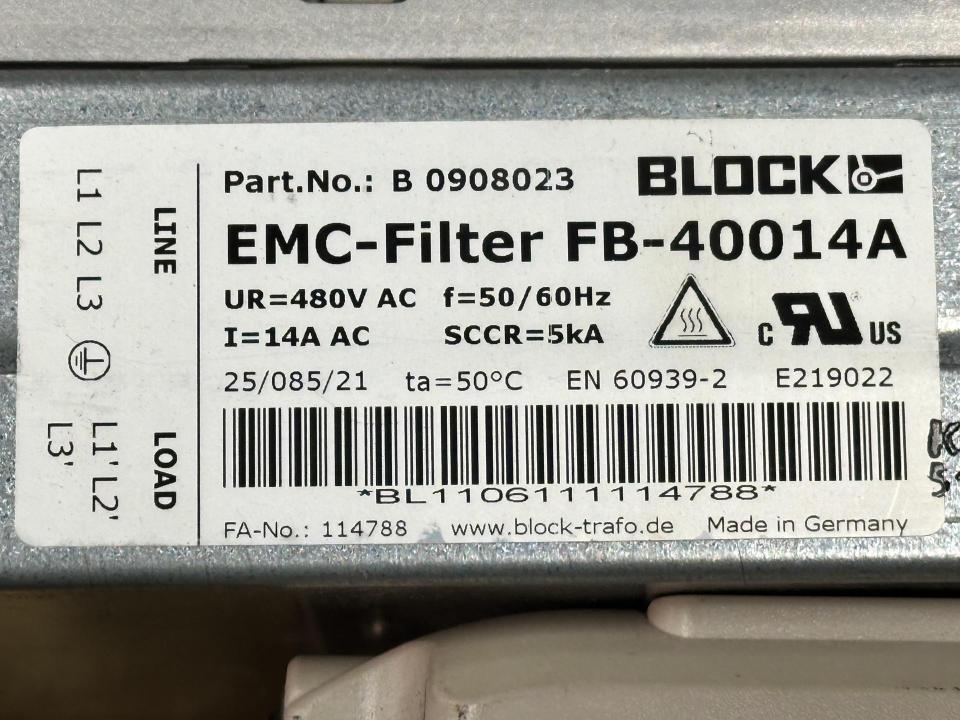 Part.No.: B 0908023
BLOCK
EMC-Filter FB-40014A
UR=480V AC f=50/60Hz
I=14A AC SCCR=5kA
C RU US
25/085/21 ta=50°C EN 60939-2 E219022
*BL1106111114788*
FA-No.: 114788 www.block-trafo.de Made in Germany
LINE
L1 L2 L3
LOAD
L1' L2'
L3'